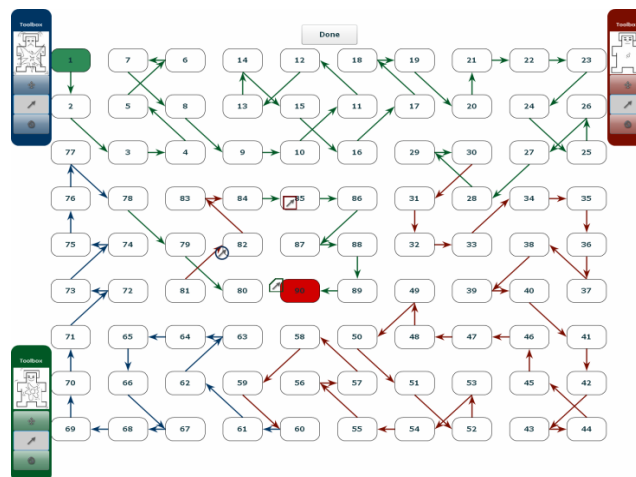 Toolbox
Toolbox
Done
1 7 6 14 12 18 19 21 22 23
2 5 8 13 15 11 17 20 24 26
77 3 4 9 10 16 29 30 27 25
76 78 83 84 85 86 31 28 34 35
75 74 79 82 87 88 32 33 38 36
73 72 81 80 90 89 49 39 40 37
71 65 64 63 58 50 48 47 46 41
Toolbox
70 66 62 59 56 57 51 53 45 42
69 68 67 61 60 55 54 52 43 44